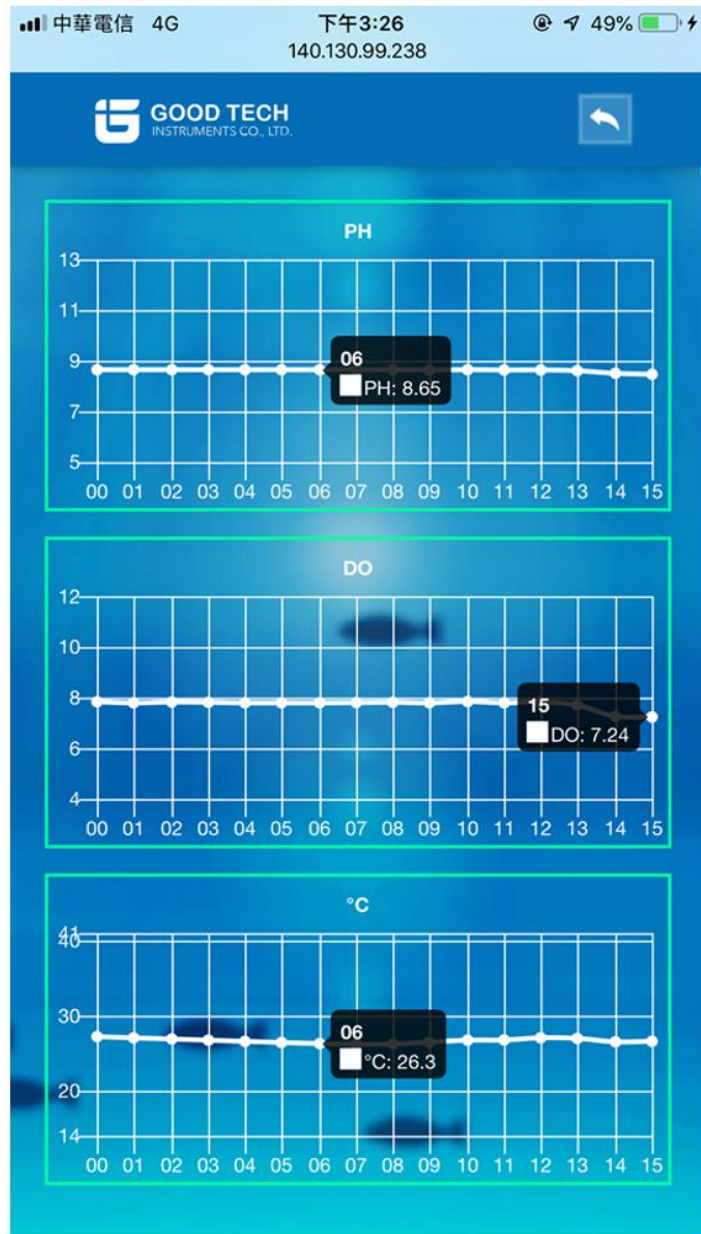 中華電信 4G 下午3:26 49%
140.130.99.238
GOOD TECH
INSTRUMENTS CO., LTD.
PH
13
11
9
7
5
06
PH: 8.65
00 01 02 03 04 05 06 07 08 09 10 11 12 13 14 15
DO
12
10
8
6
4
15
DO: 7.24
00 01 02 03 04 05 06 07 08 09 10 11 12 13 14 15
°C
41
40
30
20
14
06
°C: 26.3
00 01 02 03 04 05 06 07 08 09 10 11 12 13 14 15